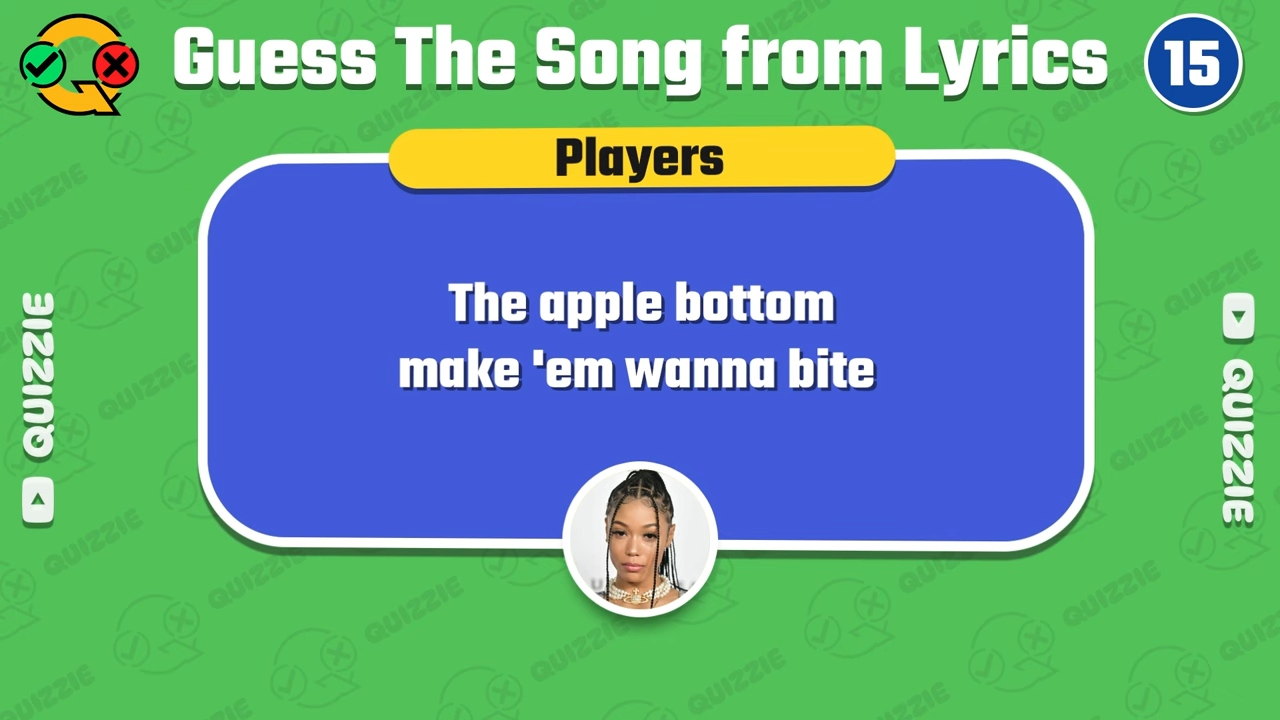 Guess The Song from Lyrics
15
Players
The apple bottom
make 'em wanna bite
QUIZZIE
QUIZZIE